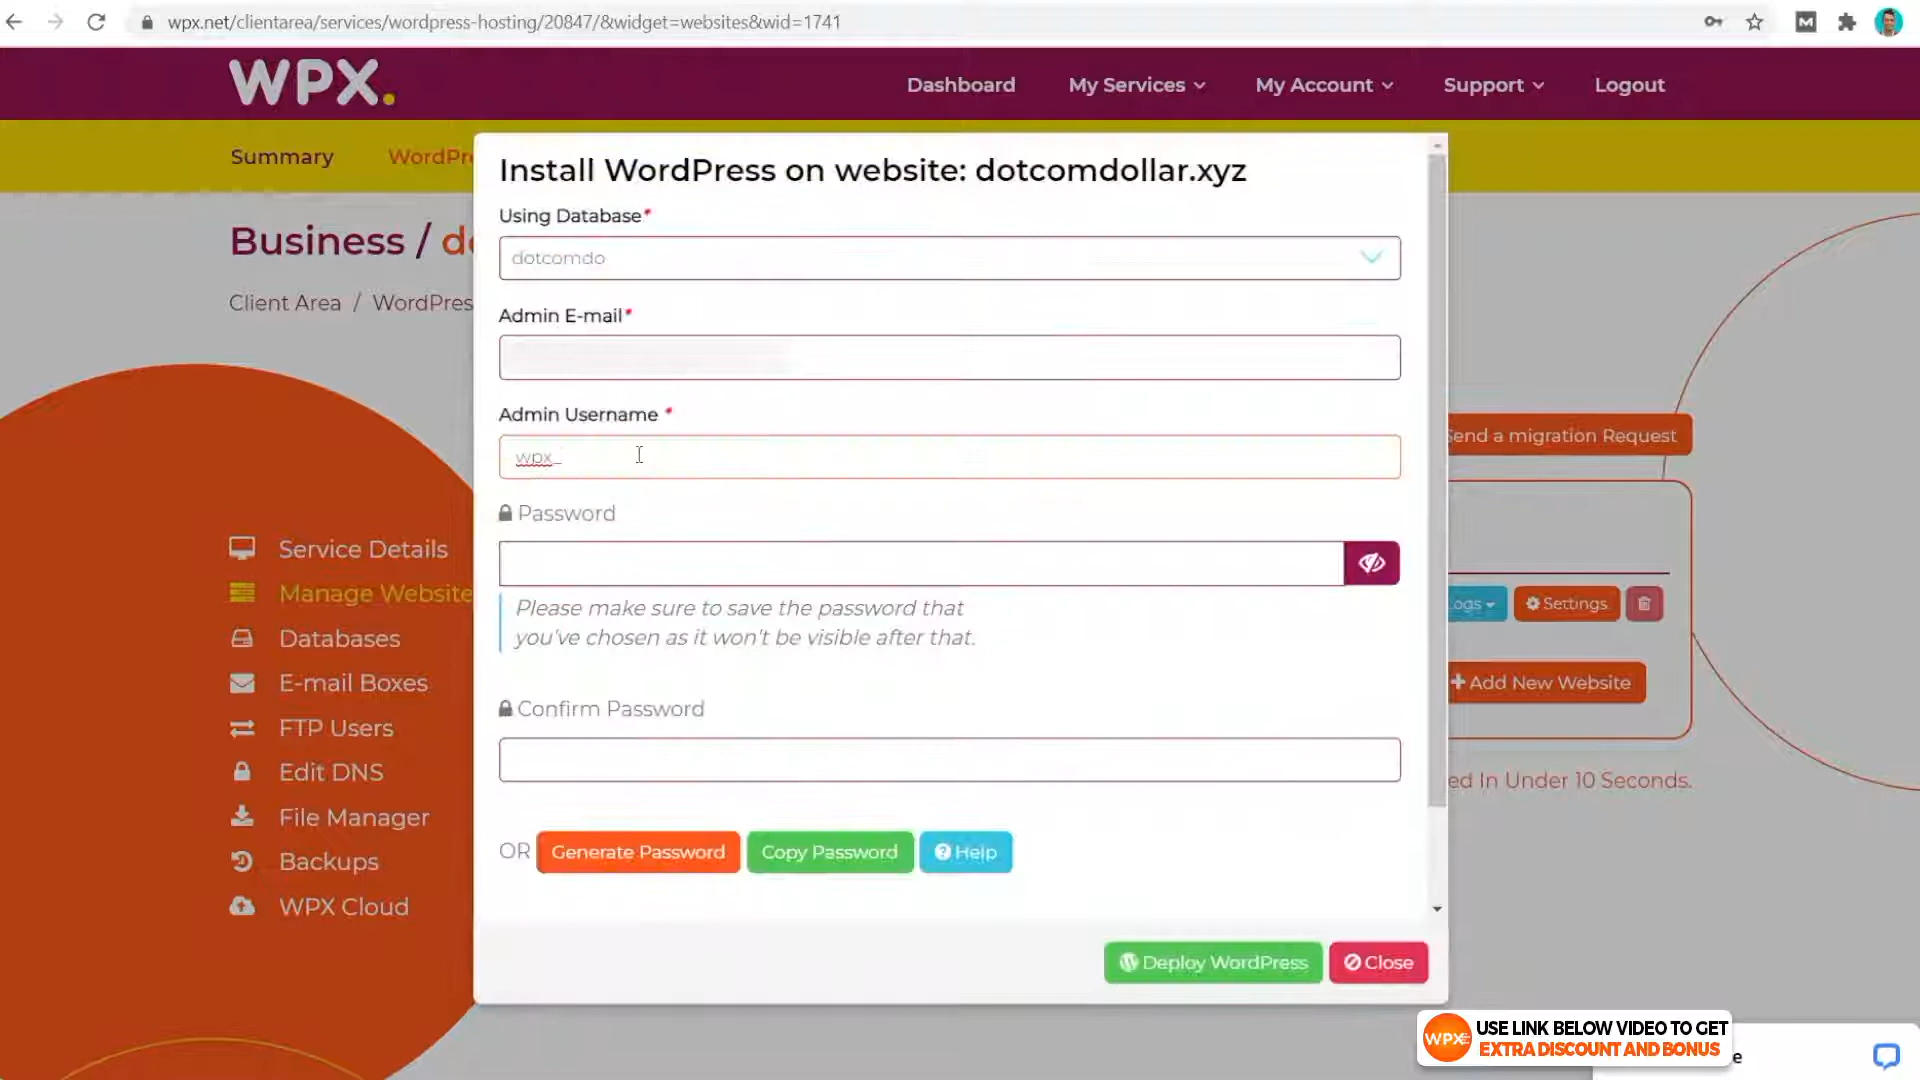 wpx.net/clientarea/services/wordpress-hosting/20847/&widget=websites&wid=1741
WPX.
Dashboard
My Services
My Account
Support
Logout
Summary
Install WordPress on website: dotcomdollar.xyz
Using Database*
dotcomdo
Business /
Client Area /
Admin E-mail*
Admin Username *
wpx_
Send a migration Request
Password
Service Details
Manage Website
Databases
E-mail Boxes
FTP Users
Edit DNS
File Manager
Backups
WPX Cloud
Please make sure to save the password that
you've chosen as it won't be visible after that.
Settings
Add New Website
Confirm Password
In Under 10 Seconds.
OR
Generate Password
Copy Password
Help
Deploy WordPress
Close
WPX
USE LINK BELOW VIDEO TO GET
EXTRA DISCOUNT AND BONUS